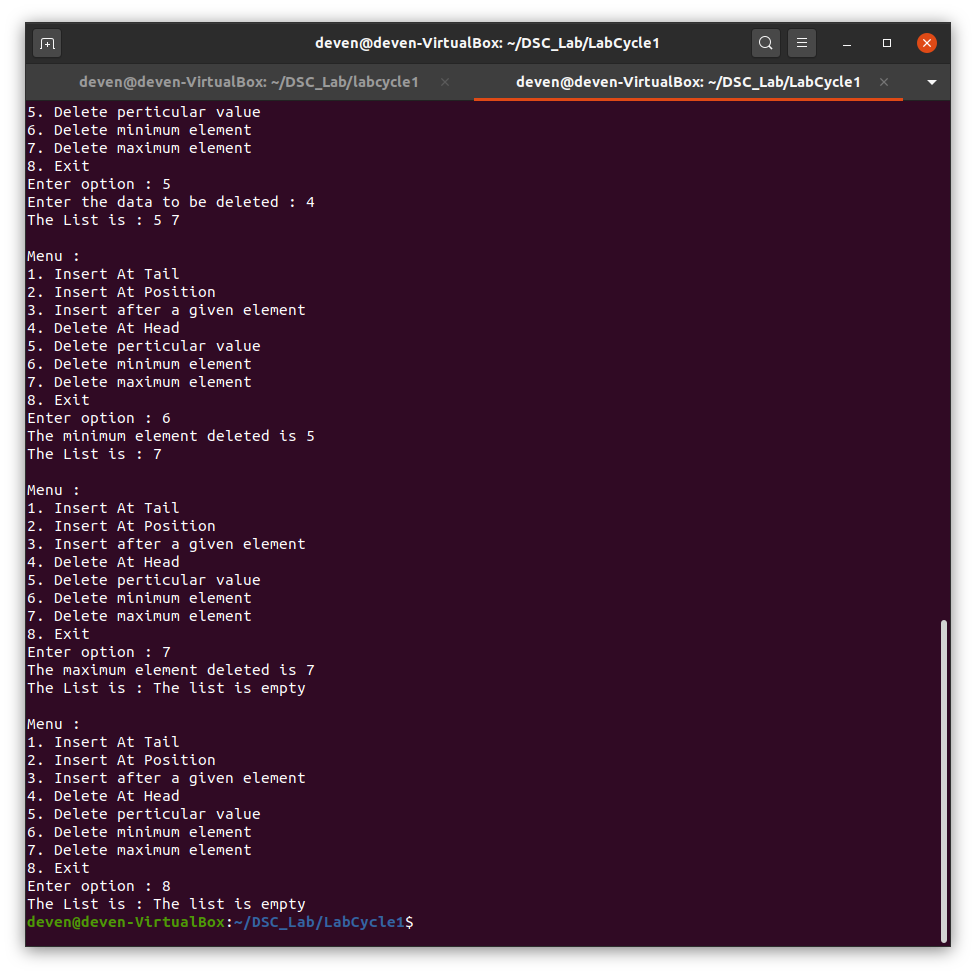 deven@deven-VirtualBox: ~/DSC_Lab/LabCycle1
deven@deven-VirtualBox: ~/DSC_Lab/labcycle1
deven@deven-VirtualBox: ~/DSC_Lab/LabCycle1
5. Delete perticular value
6. Delete minimum element
7. Delete maximum element
8. Exit
Enter option : 5
Enter the data to be deleted : 4
The List is : 5 7

Menu :
1. Insert At Tail
2. Insert At Position
3. Insert after a given element
4. Delete At Head
5. Delete perticular value
6. Delete minimum element
7. Delete maximum element
8. Exit
Enter option : 6
The minimum element deleted is 5
The List is : 7

Menu :
1. Insert At Tail
2. Insert At Position
3. Insert after a given element
4. Delete At Head
5. Delete perticular value
6. Delete minimum element
7. Delete maximum element
8. Exit
Enter option : 7
The maximum element deleted is 7
The List is : The list is empty

Menu :
1. Insert At Tail
2. Insert At Position
3. Insert after a given element
4. Delete At Head
5. Delete perticular value
6. Delete minimum element
7. Delete maximum element
8. Exit
Enter option : 8
The List is : The list is empty
deven@deven-VirtualBox:~/DSC_Lab/LabCycle1$